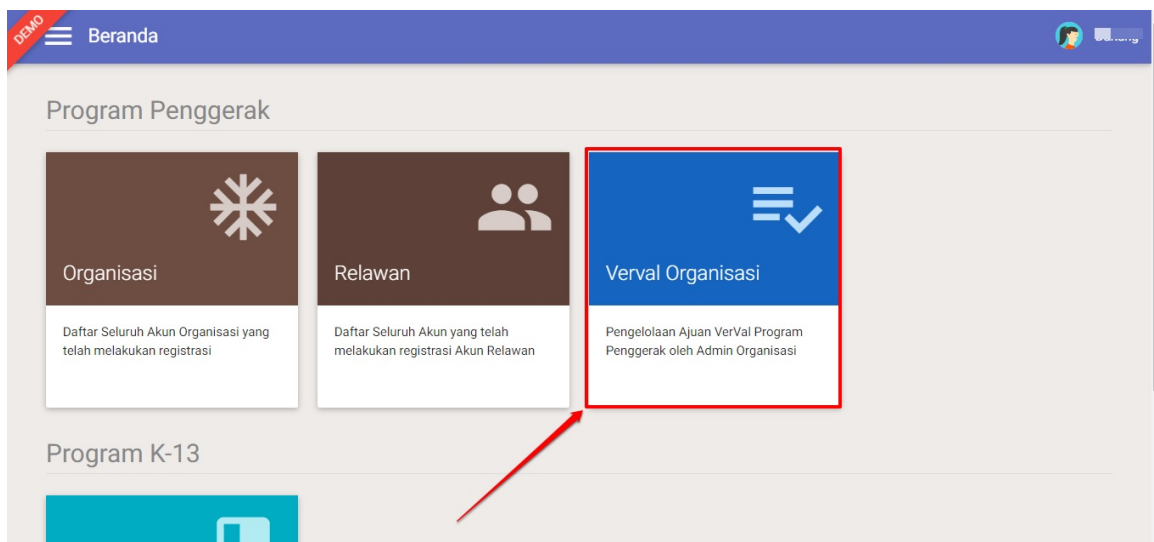 DEMO
Beranda
Program Penggerak
Organisasi
Daftar Seluruh Akun Organisasi yang
telah melakukan registrasi
Relawan
Daftar Seluruh Akun yang telah
melakukan registrasi Akun Relawan
Verval Organisasi
Pengelolaan Ajuan VerVal Program
Penggerak oleh Admin Organisasi
Program K-13